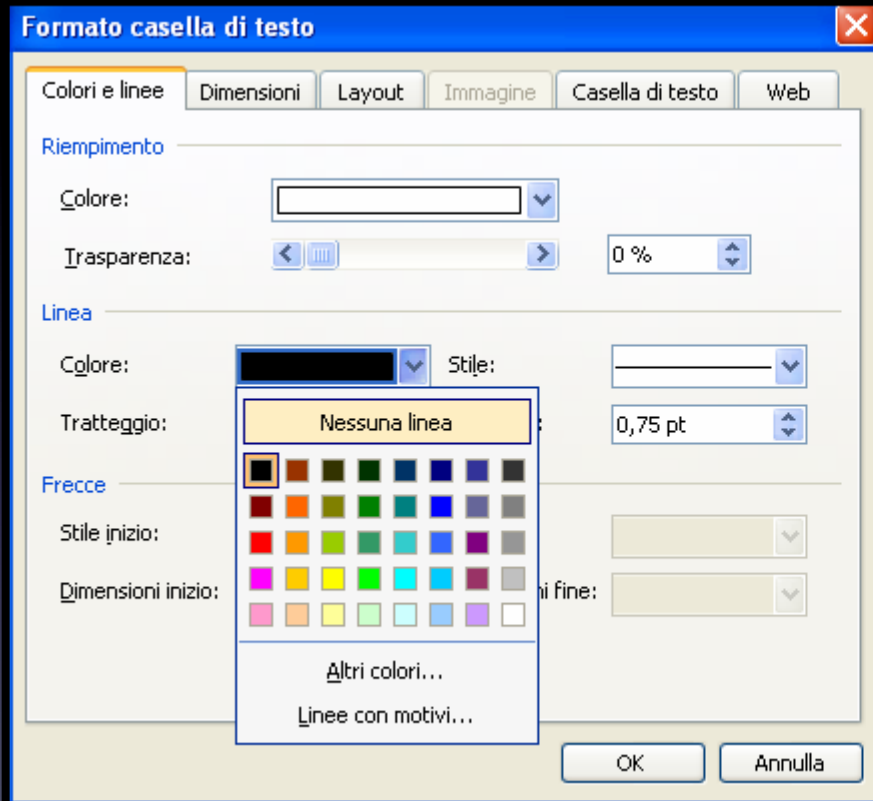 Formato casella di testo
Colori e linee Dimensioni Layout Immagine Casella di testo Web
Riempimento
Colore:
Trasparenza: 0 %
Linea
Colore: Stile:
Tratteggio: : 0,75 pt
Nessuna linea
Frecce
Stile inizio:
Dimensioni inizio: fine:
Altri colori...
Linee con motivi...
OK Annulla